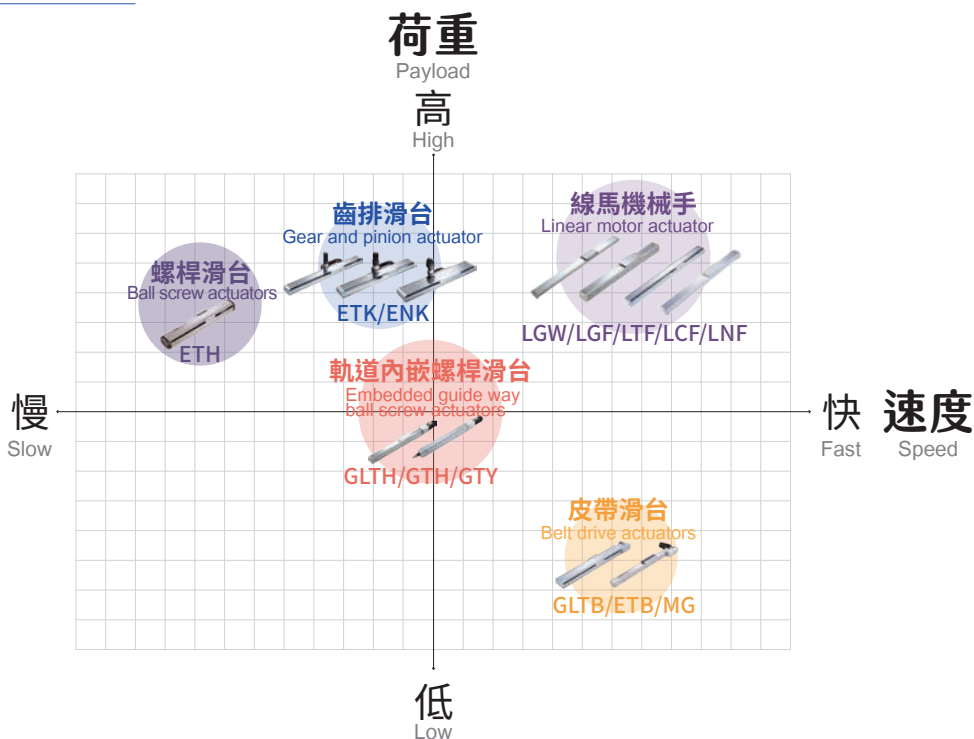 荷重
Payload
高
High
線馬機械手
Linear motor actuator
齒排滑台
Gear and pinion actuator
螺桿滑台
Ball screw actuators
ETK/ENK
LGW/LGF/LTF/LCF/LNF
ETH
軌道內嵌螺桿滑台
Embedded guide way
ball screw actuators
慢
Slow
快
Fast
速度
Speed
GLTH/GTH/GTY
皮帶滑台
Belt drive actuators
GLTB/ETB/MG
低
Low